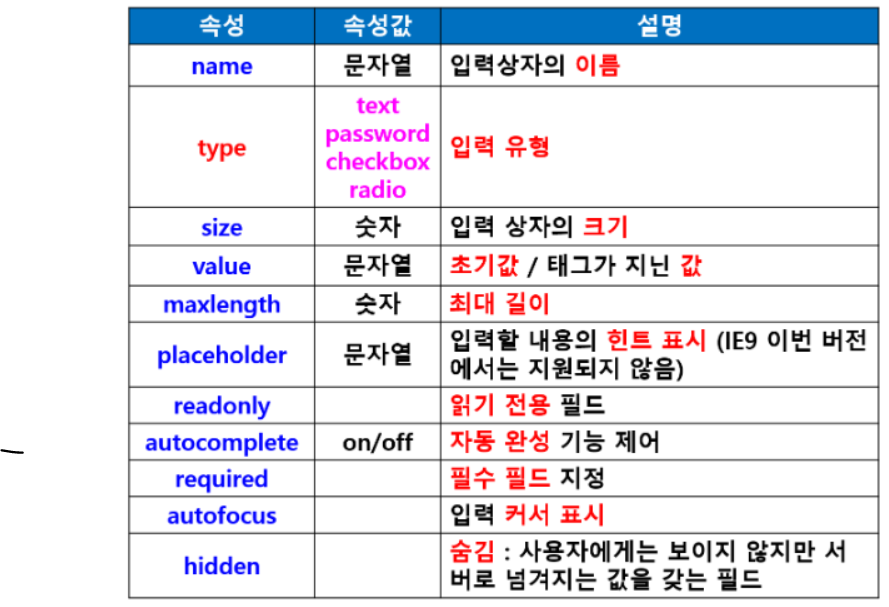 속성 속성값 설명
name 문자열 입력상자의 이름
type text password checkbox radio 입력 유형
size 숫자 입력 상자의 크기
value 문자열 초기값 / 태그가 지닌 값
maxlength 숫자 최대 길이
placeholder 문자열 입력할 내용의 힌트 표시 (IE9 이번 버전
에서는 지원되지 않음)
readonly 읽기 전용 필드
autocomplete on/off 자동 완성 기능 제어
required 필수 필드 지정
autofocus 입력 커서 표시
hidden 숨김 : 사용자에게는 보이지 않지만 서
버로 넘겨지는 값을 갖는 필드